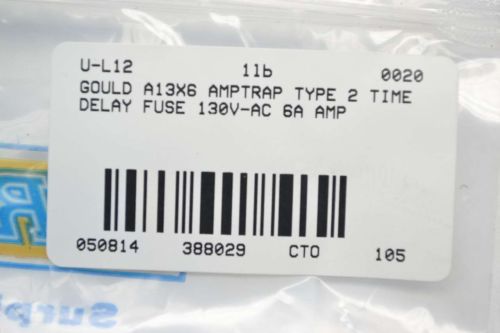 U-L12 1lb 0020
GOULD A13X6 AMPTRAP TYPE 2 TIME
DELAY FUSE 130V-AC 6A AMP
050814 388029 CTO 105